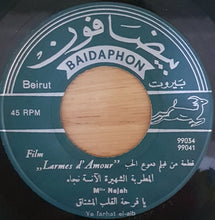 بيضافون
BAIDAPHON
Beirut بيروت
45 RPM
99034
99041
Film
„Larmes d'Amour" قطعة من فيلم دموع الحب
المطربة الشهيرة الآنسة نجاة
Mlle Najah
يا فرحة القلب المشتاق
Ya farhat el-alb